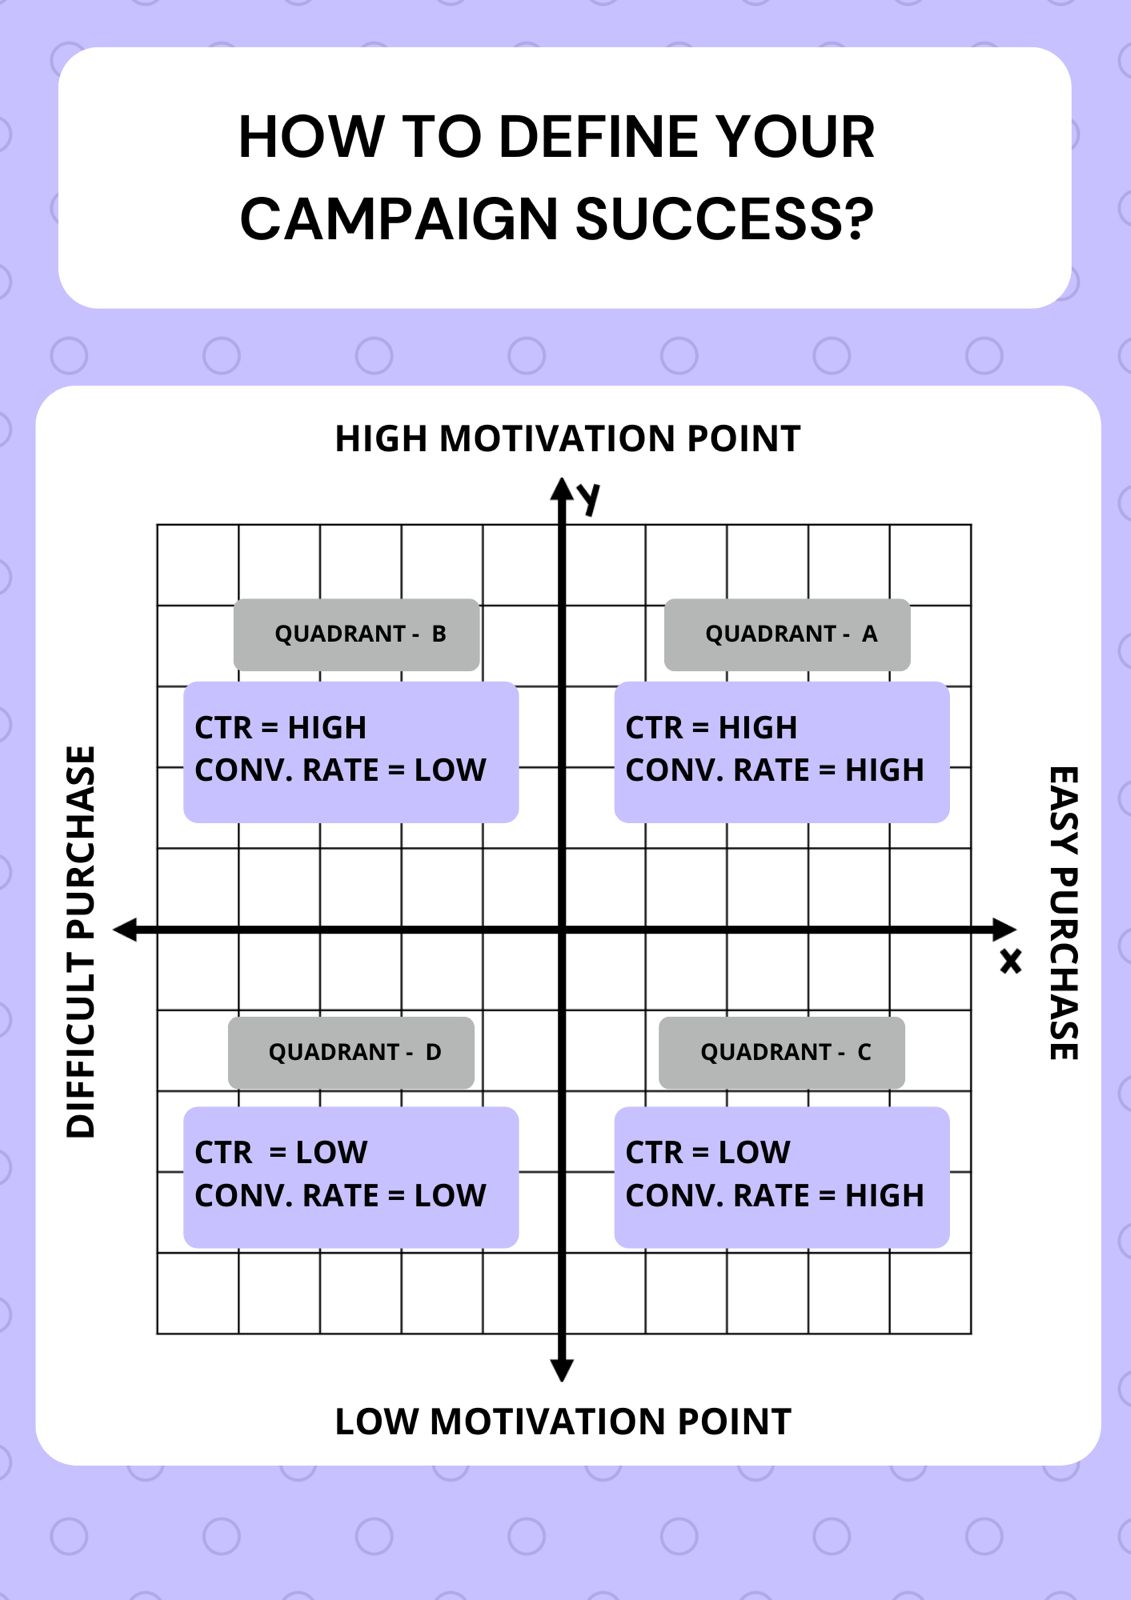 HOW TO DEFINE YOUR
CAMPAIGN SUCCESS?
HIGH MOTIVATION POINT
y
QUADRANT - B
CTR = HIGH
CONV. RATE = LOW
QUADRANT - A
CTR = HIGH
CONV. RATE = HIGH
DIFFICULT PURCHASE
EASY PURCHASE
x
QUADRANT - D
CTR = LOW
CONV. RATE = LOW
QUADRANT - C
CTR = LOW
CONV. RATE = HIGH
LOW MOTIVATION POINT